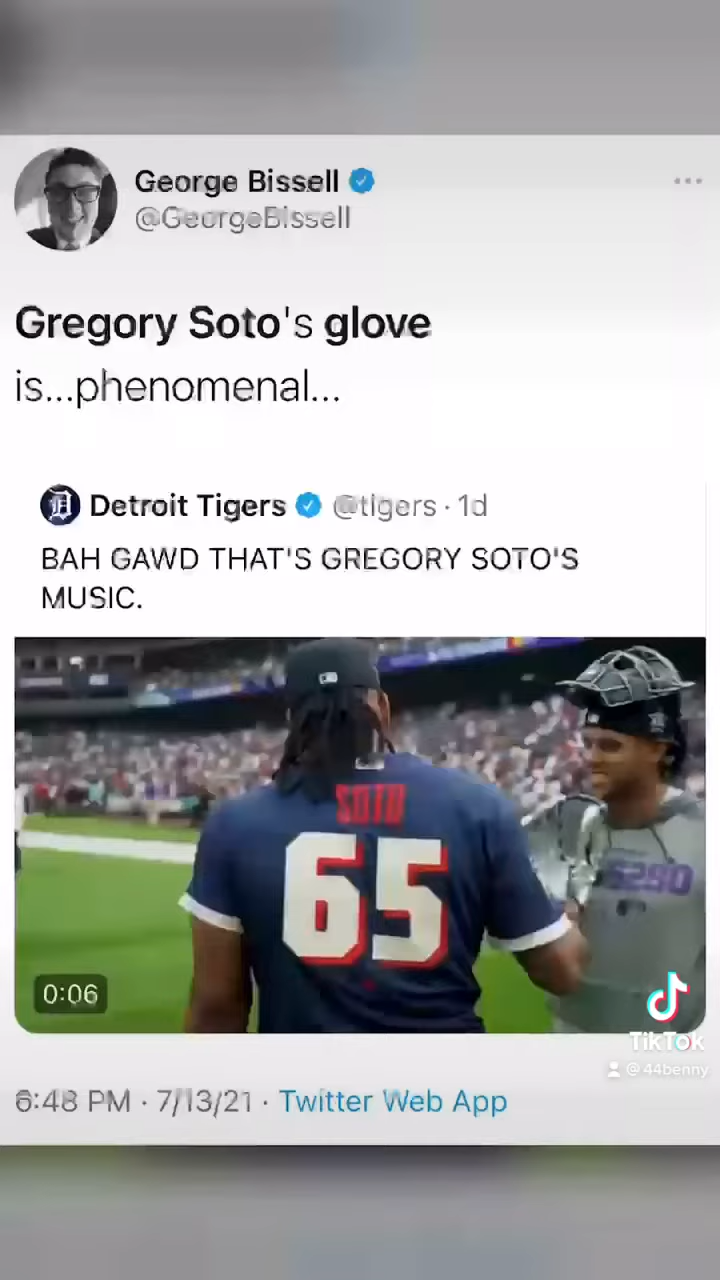 George Bissell
@GeorgeBissell
Gregory Soto's glove
is...phenomenal...
Detroit Tigers @tigers · 1d
BAH GAWD THAT'S GREGORY SOTO'S
MUSIC.
SOTO
65
5280
0:06
TikTok
@44benny
6:48 PM · 7/13/21 · Twitter Web App